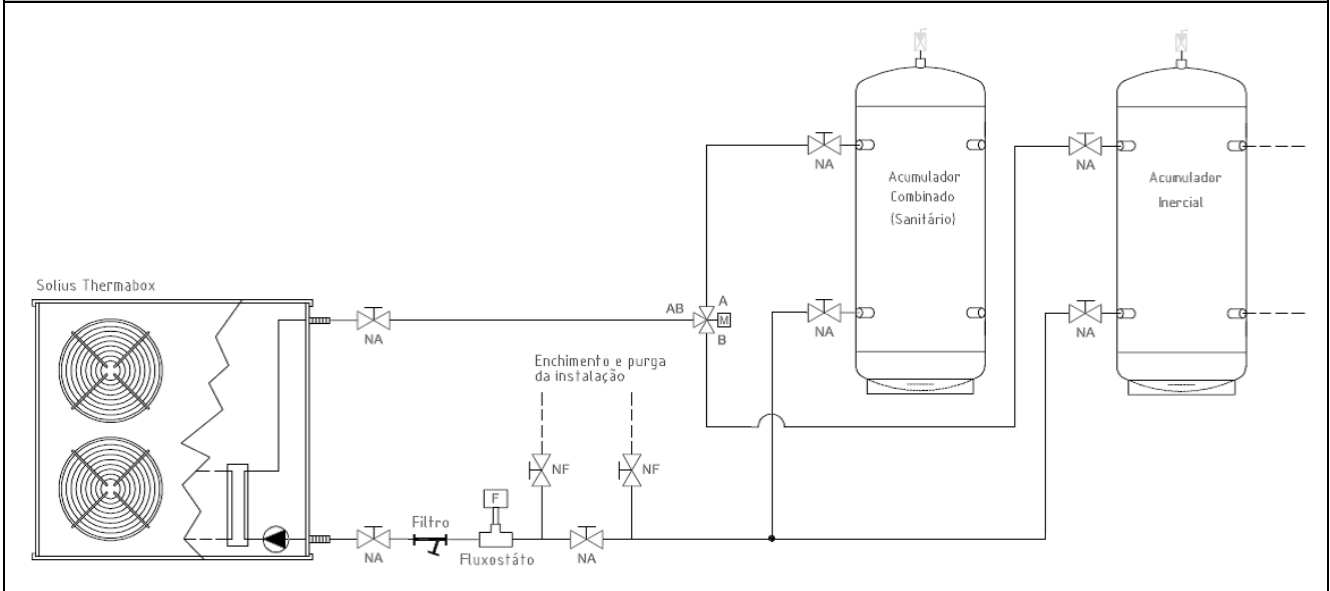 Acumulador
Combinado
(Sanitário)
Acumulador
Inercial
NA
NA
Solius Thermabox
AB
A
M
B
NA
NA
NA
Enchimento e purga
da instalação
NF
NF
F
Filtro
Fluxostáto
NA
NA